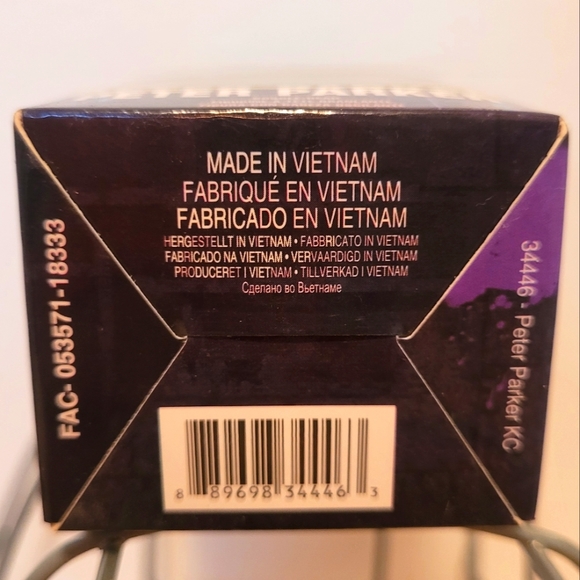 PETER PARKER
MADE IN VIETNAM
FABRIQUÉ EN VIETNAM
FABRICADO EN VIETNAM
HERGESTELLT IN VIETNAM • FABBRICATO IN VIETNAM
FABRICADO NA VIETNAM • VERVAARDIGD IN VIETNAM
PRODUCERET I VIETNAM • TILLVERKAD I VIETNAM
Сделано во Вьетнаме
FAC- 053571-18333
34446 - Peter Parker KC
8 89698 34446 3